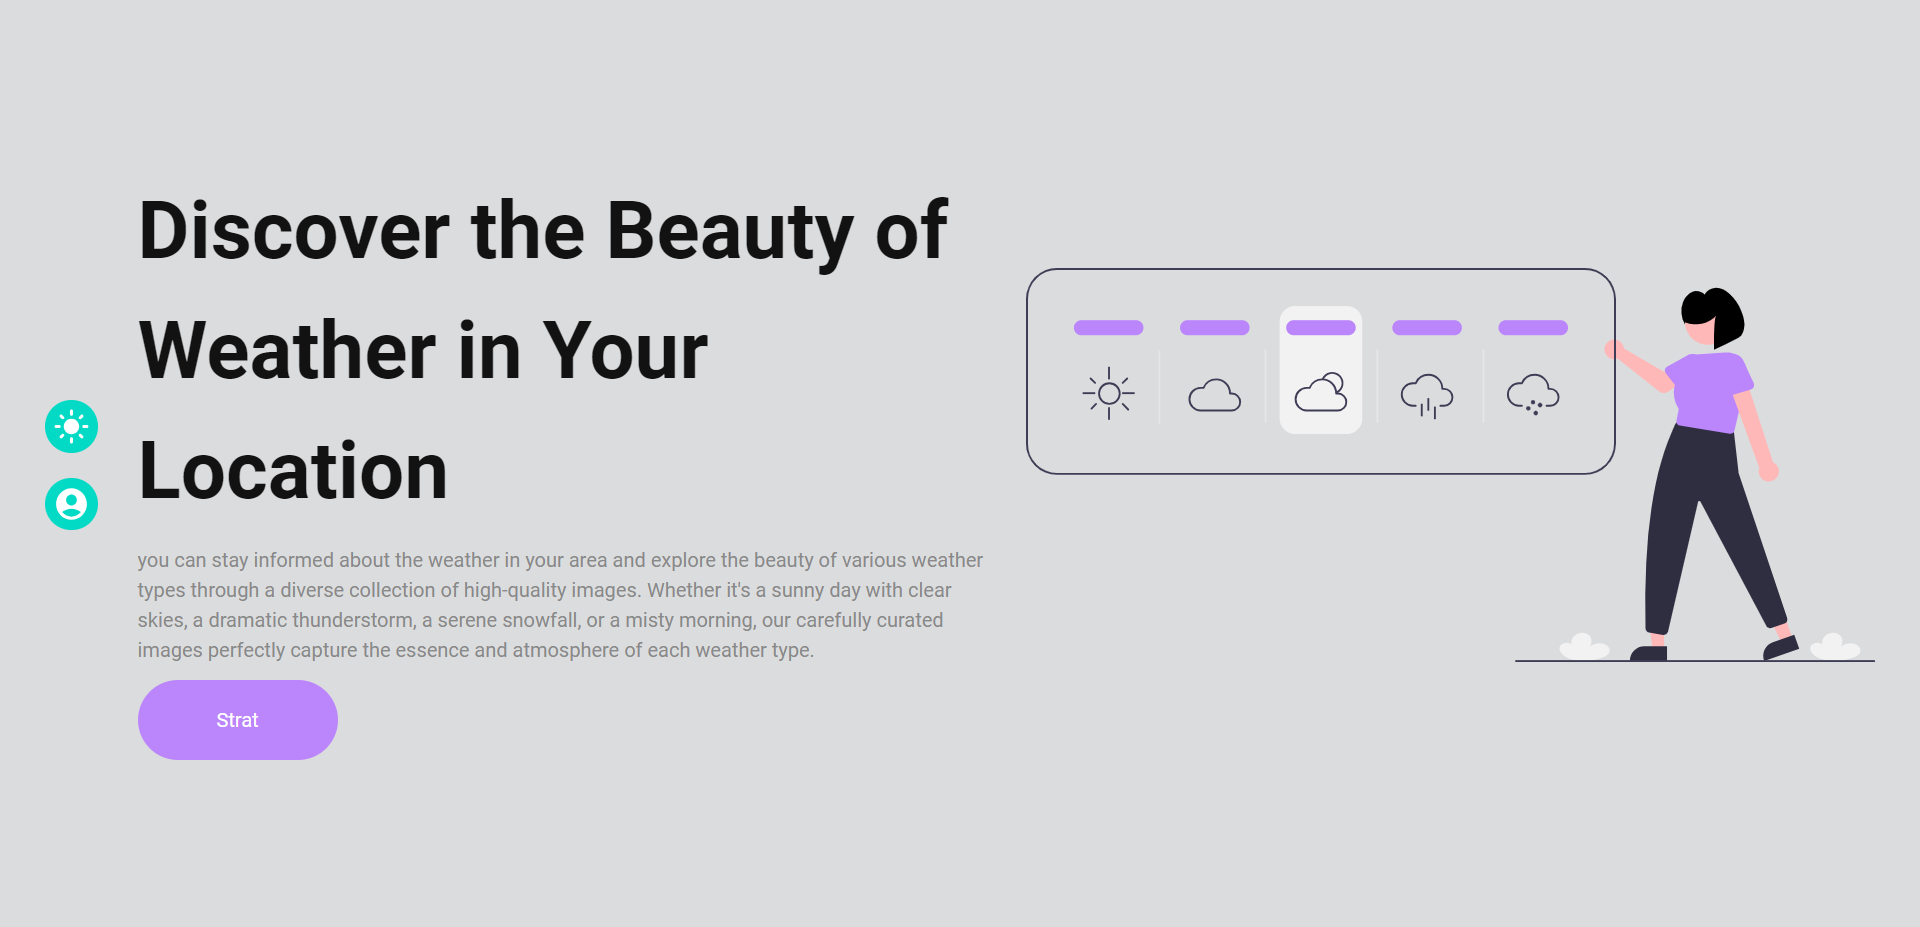 Discover the Beauty of
Weather in Your
Location
you can stay informed about the weather in your area and explore the beauty of various weather
types through a diverse collection of high-quality images. Whether it's a sunny day with clear
skies, a dramatic thunderstorm, a serene snowfall, or a misty morning, our carefully curated
images perfectly capture the essence and atmosphere of each weather type.
Strat